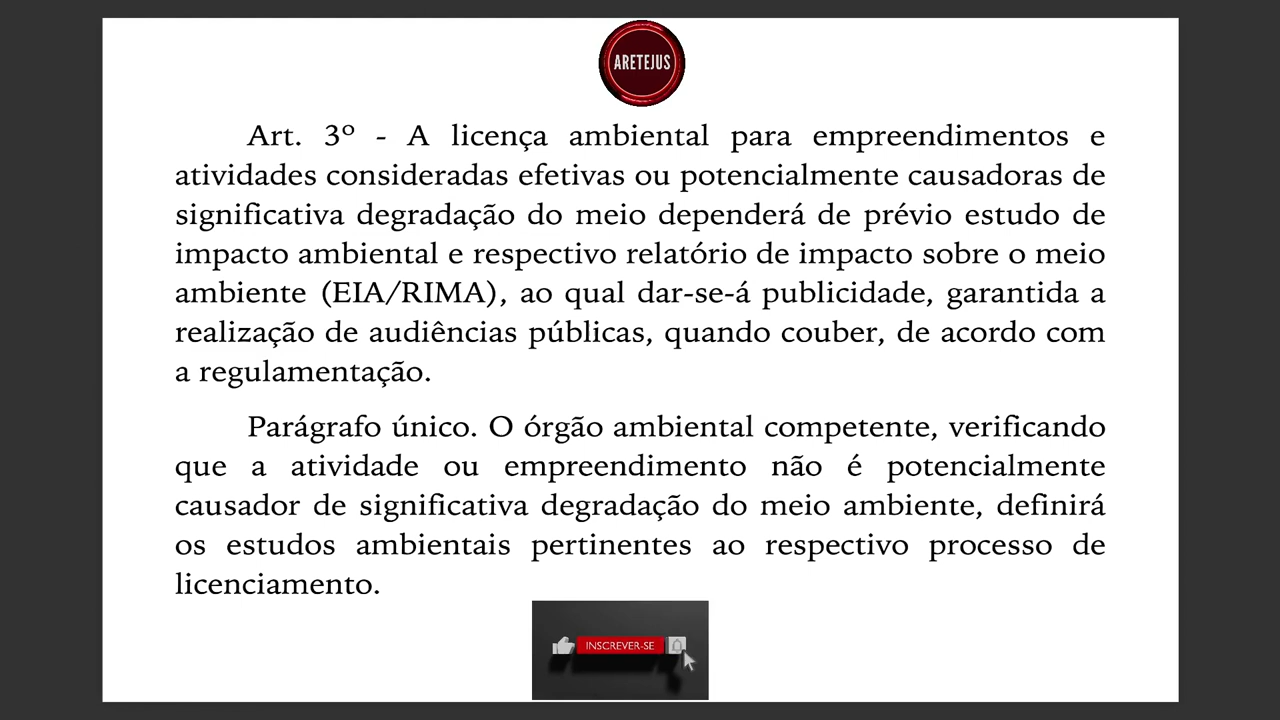 ARETEJUS
Art. 3º - A licença ambiental para empreendimentos e
atividades consideradas efetivas ou potencialmente causadoras de
significativa degradação do meio dependerá de prévio estudo de
impacto ambiental e respectivo relatório de impacto sobre o meio
ambiente (EIA/RIMA), ao qual dar-se-á publicidade, garantida a
realização de audiências públicas, quando couber, de acordo com
a regulamentação.
Parágrafo único. O órgão ambiental competente, verificando
que a atividade ou empreendimento não é potencialmente
causador de significativa degradação do meio ambiente, definirá
os estudos ambientais pertinentes ao respectivo processo de
licenciamento.
INSCREVER-SE